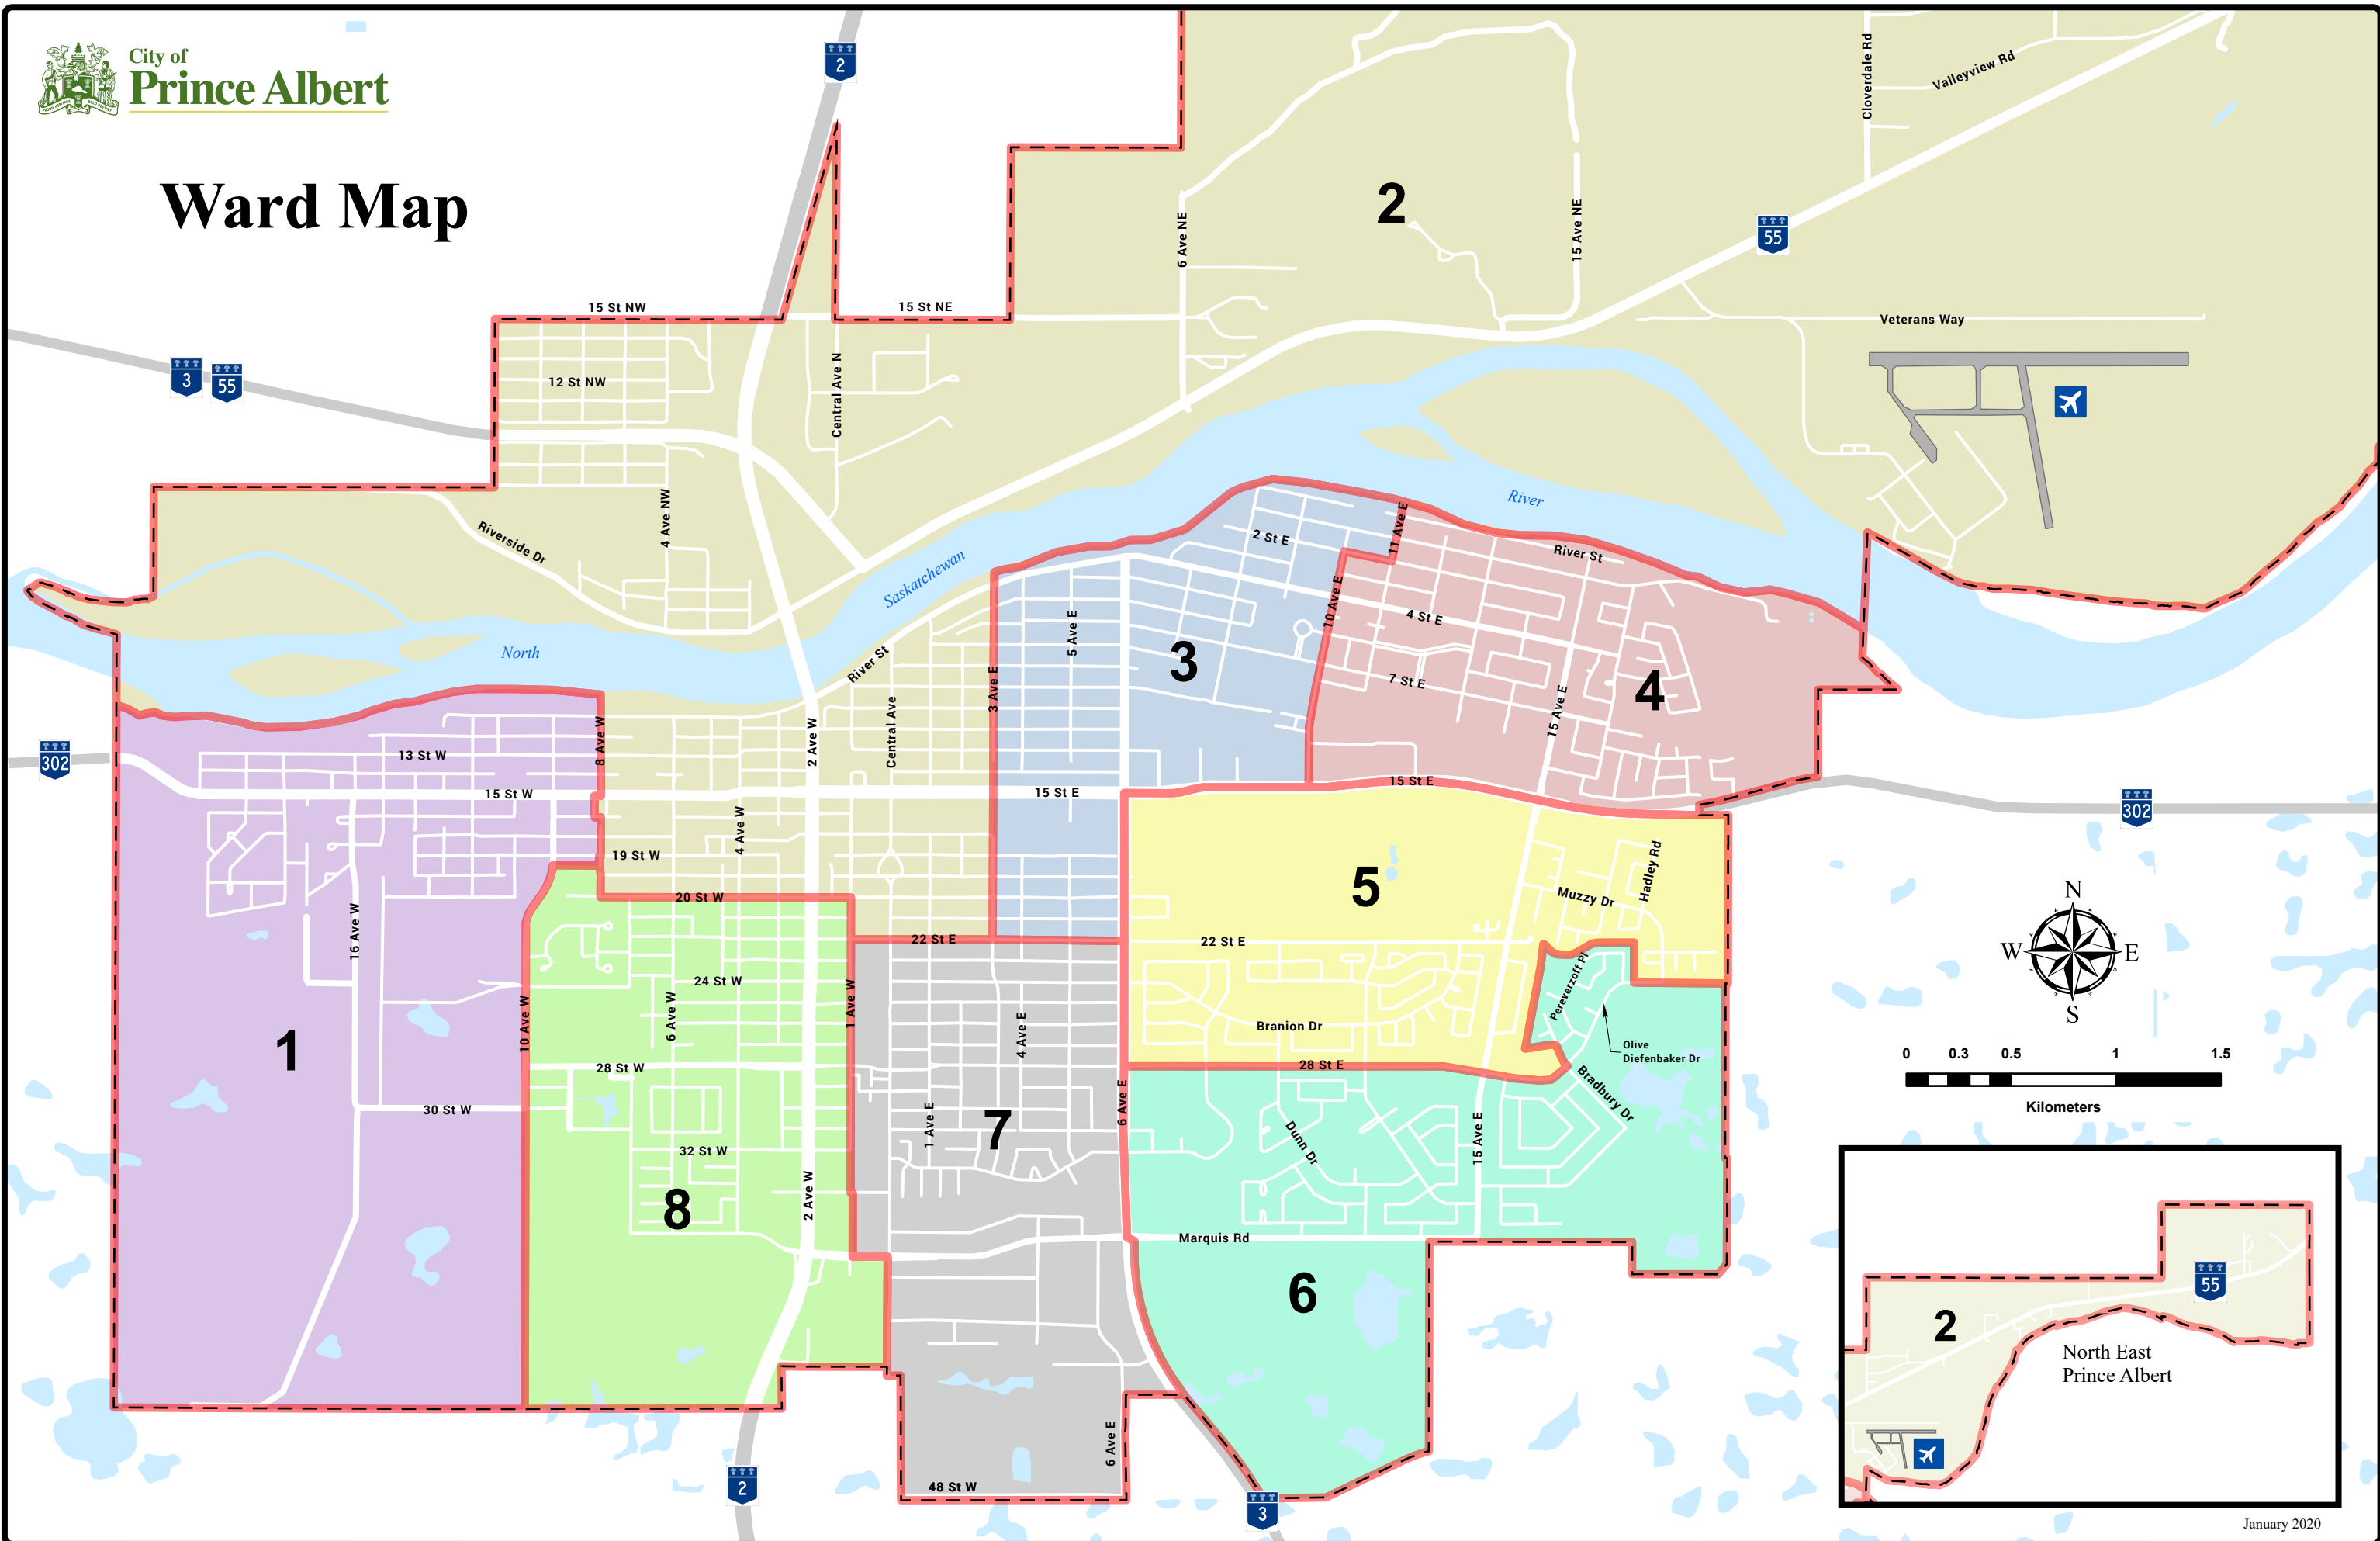 City of
Prince Albert
Ward Map
2
Cloverdale Rd
Valleyview Rd
2
6 Ave NE
15 Ave NE
55
15 St NW
15 St NE
Veterans Way
3
55
12 St NW
Central Ave N
4 Ave NW
Riverside Dr
River
11 Ave E
2 St E
River St
Saskatchewan
10 Ave E
4 St E
5 Ave E
North
River St
3
3 Ave E
7 St E
4
15 Ave E
8 Ave W
2 Ave W
Central Ave
302
13 St W
15 St W
15 St E
15 St E
302
4 Ave W
19 St W
5
Hadley Rd
Muzzy Dr
20 St W
16 Ave W
22 St E
22 St E
N
W
E
S
24 St W
1 Ave W
Pereverzoff Pl
10 Ave W
6 Ave W
4 Ave E
Branion Dr
1
Olive
Diefenbaker Dr
0
0.3
0.5
1
1.5
Kilometers
28 St W
28 St E
Bradbury Dr
30 St W
1 Ave E
7
6 Ave E
Dunn Dr
15 Ave E
32 St W
8
2 Ave W
Marquis Rd
6
55
2
North East
Prince Albert
6 Ave E
2
48 St W
3
January 2020